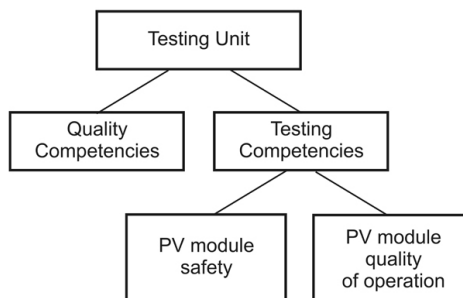 Testing Unit
Quality
Competencies
Testing
Competencies
PV module
safety
PV module
quality
of operation